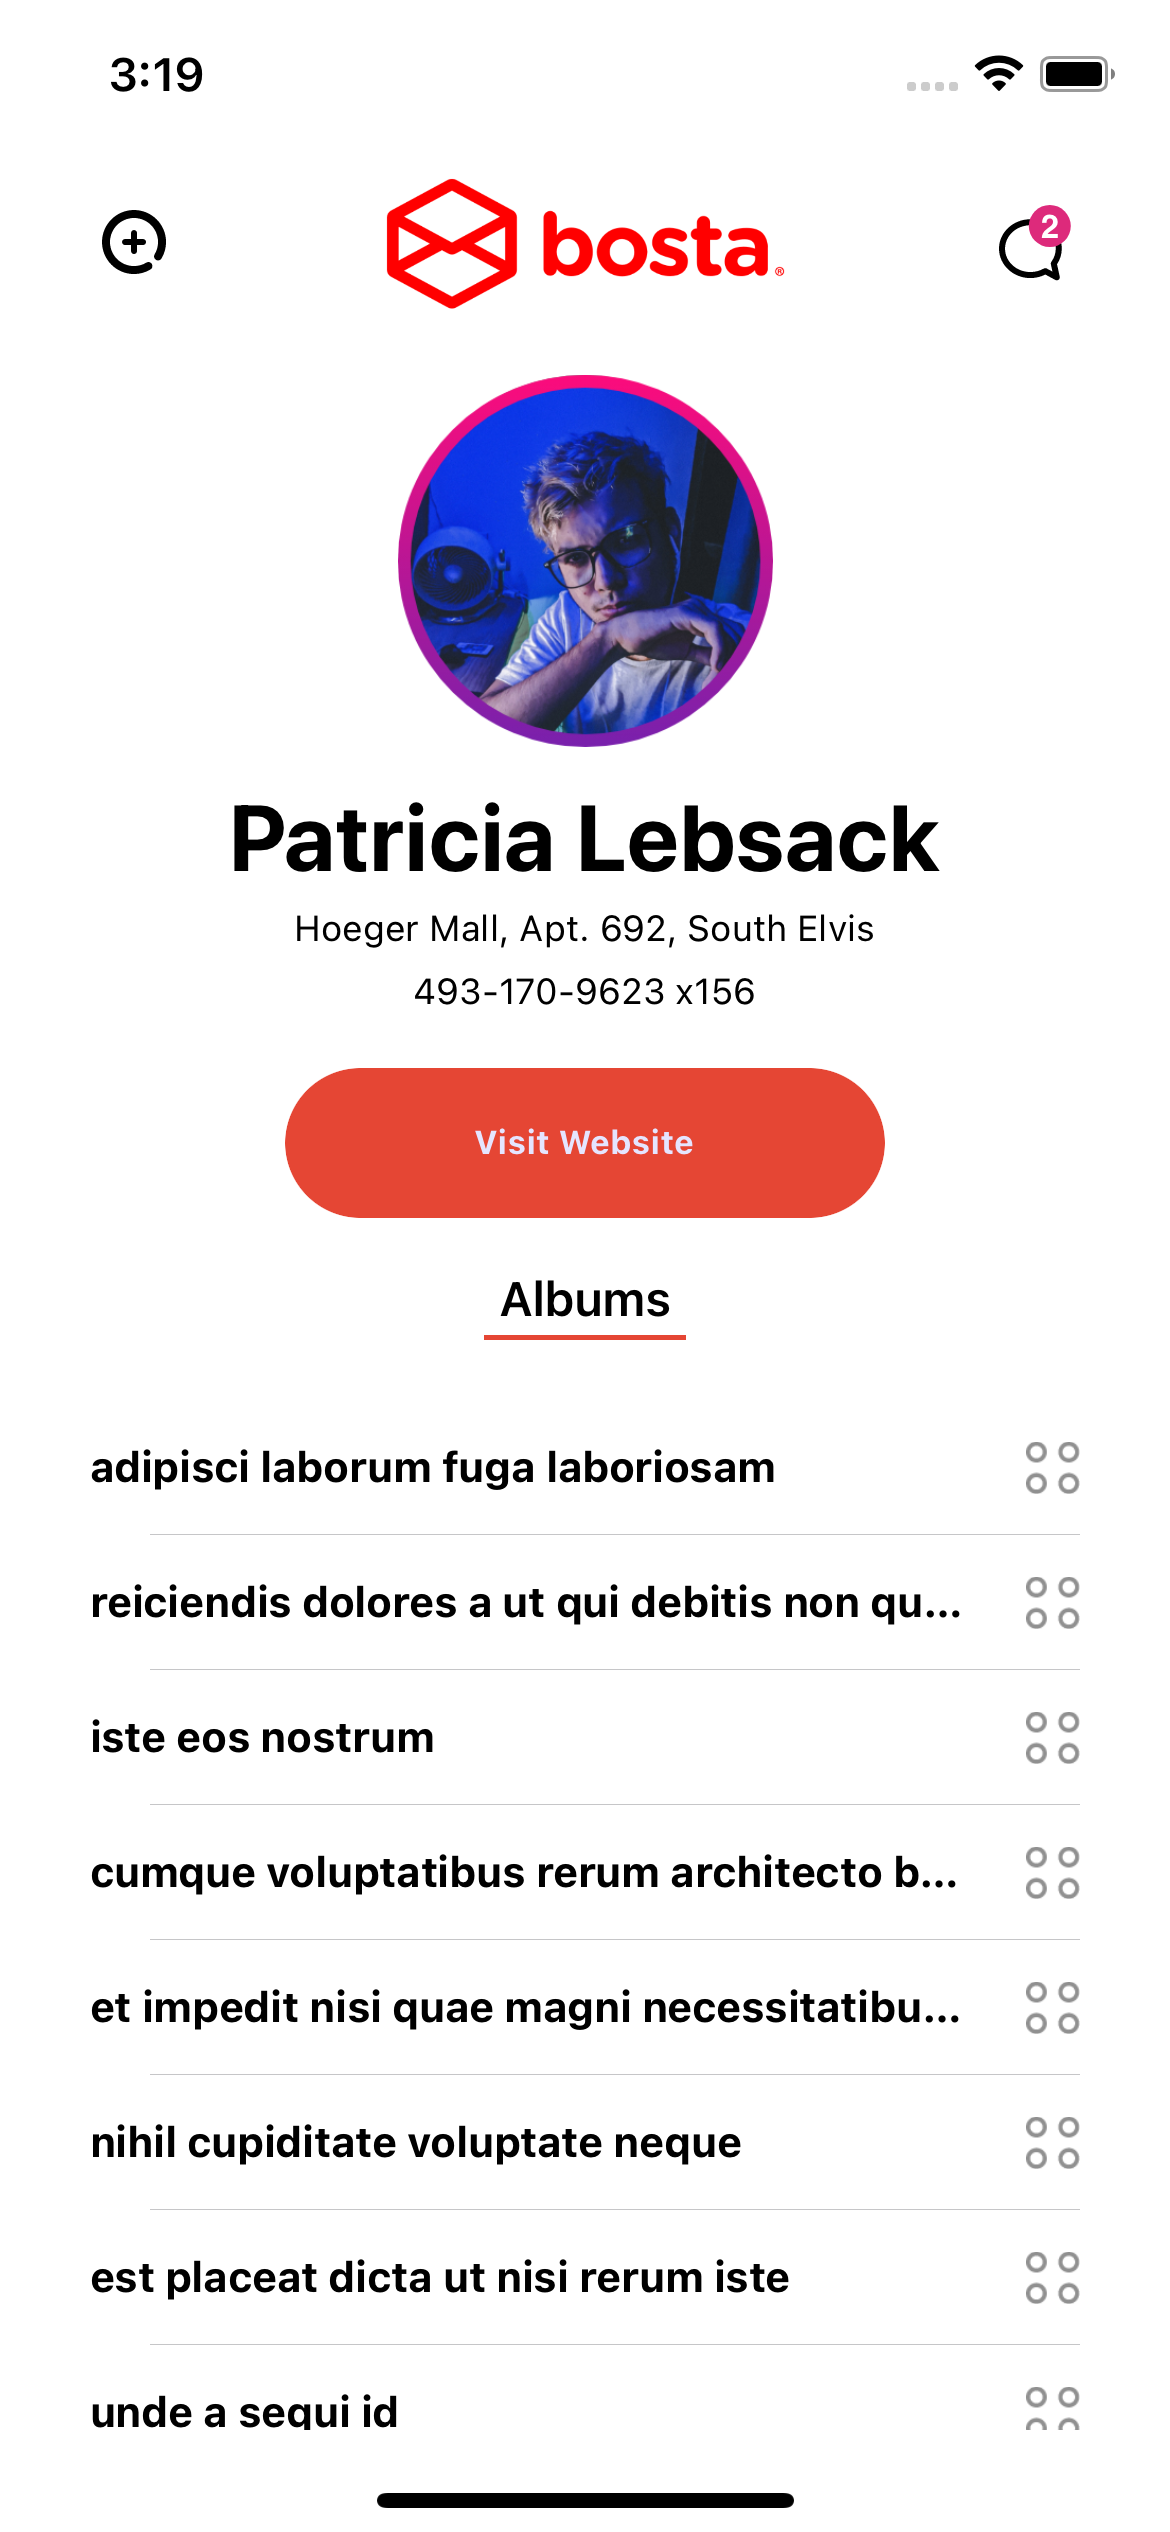 3:19
bosta®
2
Patricia Lebsack
Hoeger Mall, Apt. 692, South Elvis
493-170-9623 x156
Visit Website
Albums
adipisci laborum fuga laboriosam
reiciendis dolores a ut qui debitis non qu...
iste eos nostrum
cumque voluptatibus rerum architecto b...
et impedit nisi quae magni necessitatibu...
nihil cupiditate voluptate neque
est placeat dicta ut nisi rerum iste
unde a sequi id